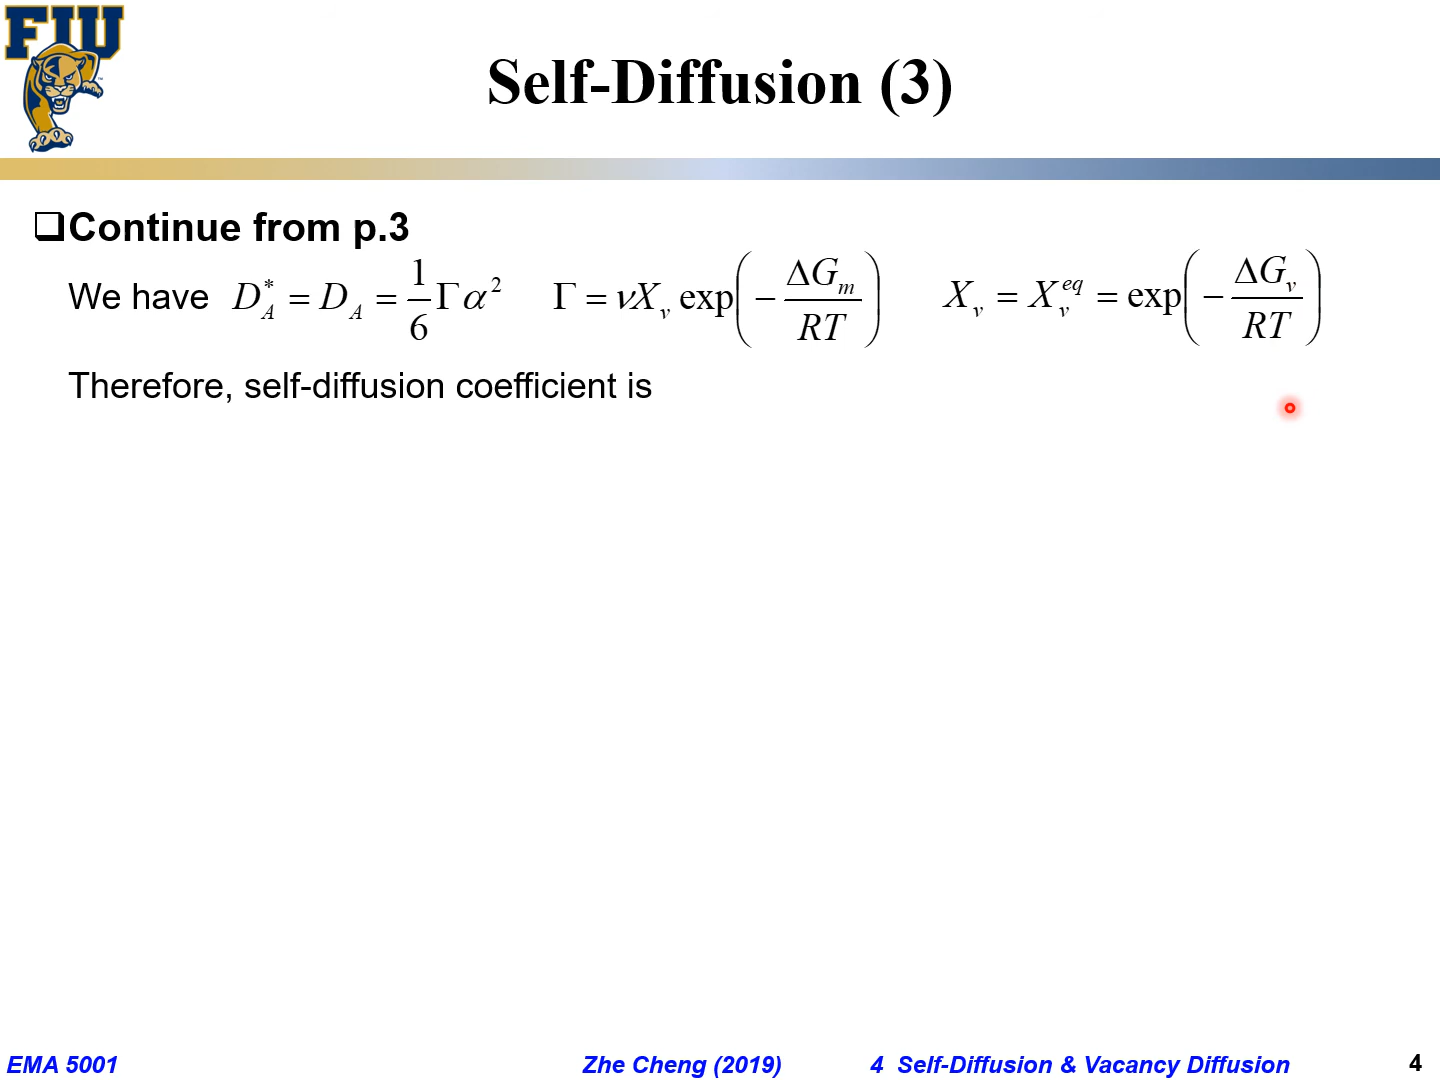 FIU
Self-Diffusion (3)
❑Continue from p.3
We have D*_A = D_A = 1/6 Γα² Γ = νX_v exp(− ΔG_m / RT) X_v = X_v^eq = exp(− ΔG_v / RT)
Therefore, self-diffusion coefficient is
EMA 5001 Zhe Cheng (2019) 4 Self-Diffusion & Vacancy Diffusion 4